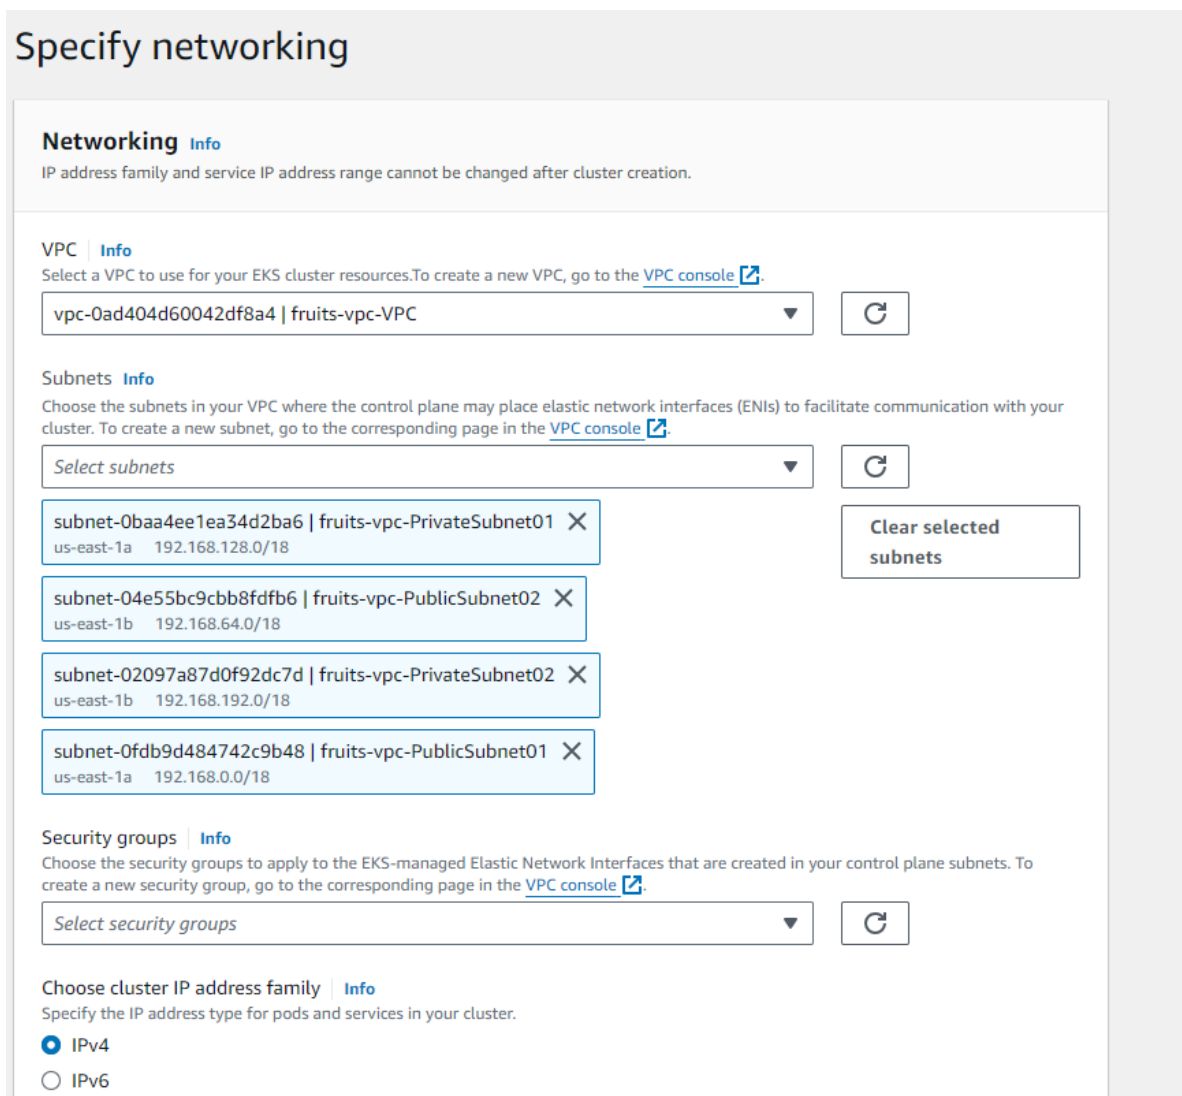 Specify networking
Networking Info
IP address family and service IP address range cannot be changed after cluster creation.
VPC Info
Select a VPC to use for your EKS cluster resources.To create a new VPC, go to the VPC console.
vpc-0ad404d60042df8a4 | fruits-vpc-VPC
Subnets Info
Choose the subnets in your VPC where the control plane may place elastic network interfaces (ENIs) to facilitate communication with your
cluster. To create a new subnet, go to the corresponding page in the VPC console.
Select subnets
subnet-0baa4ee1ea34d2ba6 | fruits-vpc-PrivateSubnet01
us-east-1a 192.168.128.0/18
Clear selected
subnets
subnet-04e55bc9cbb8fdfb6 | fruits-vpc-PublicSubnet02
us-east-1b 192.168.64.0/18
subnet-02097a87d0f92dc7d | fruits-vpc-PrivateSubnet02
us-east-1b 192.168.192.0/18
subnet-0fdb9d484742c9b48 | fruits-vpc-PublicSubnet01
us-east-1a 192.168.0.0/18
Security groups Info
Choose the security groups to apply to the EKS-managed Elastic Network Interfaces that are created in your control plane subnets. To
create a new security group, go to the corresponding page in the VPC console.
Select security groups
Choose cluster IP address family Info
Specify the IP address type for pods and services in your cluster.
IPv4
IPv6